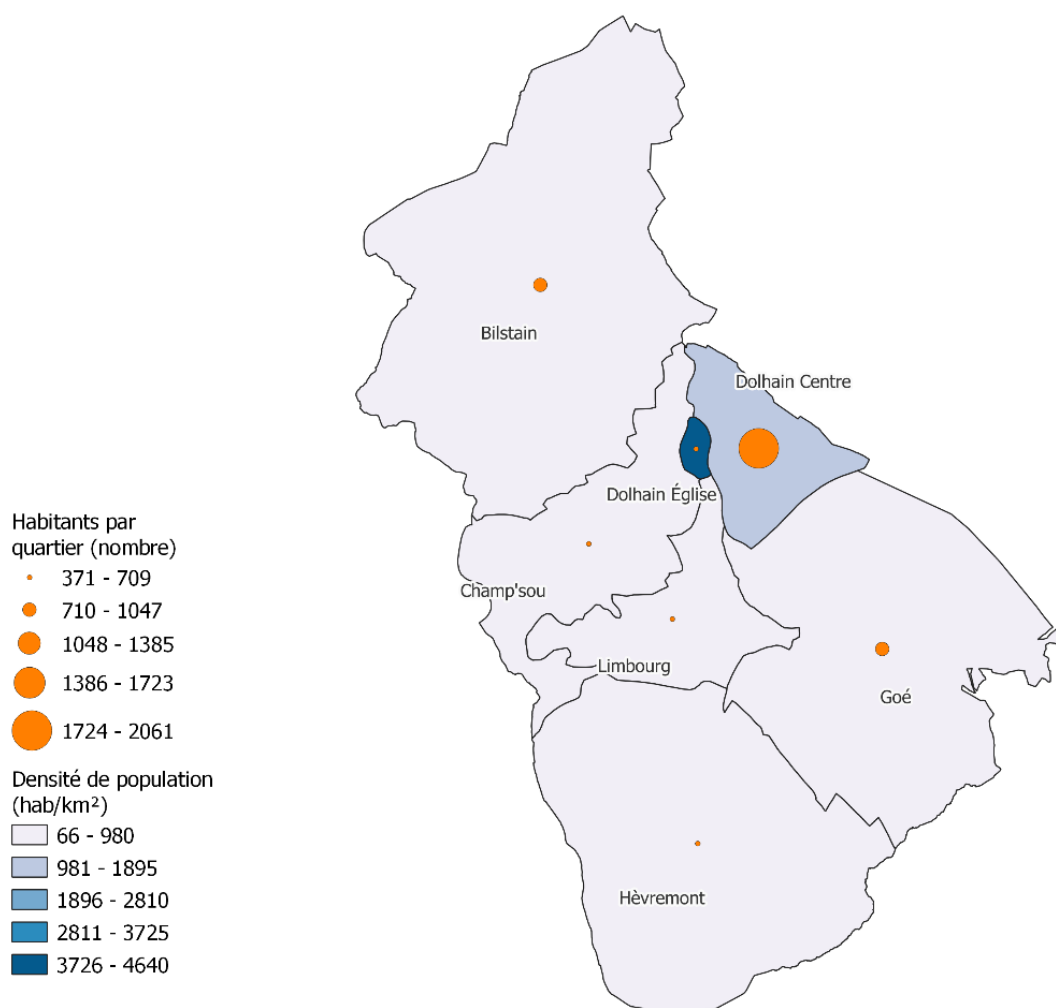 Bilstain
Dolhain Centre
Dolhain Église
Champ'sou
Limbourg
Goé
Hèvremont
Habitants par
quartier (nombre)
371 - 709
710 - 1047
1048 - 1385
1386 - 1723
1724 - 2061
Densité de population
(hab/km²)
66 - 980
981 - 1895
1896 - 2810
2811 - 3725
3726 - 4640